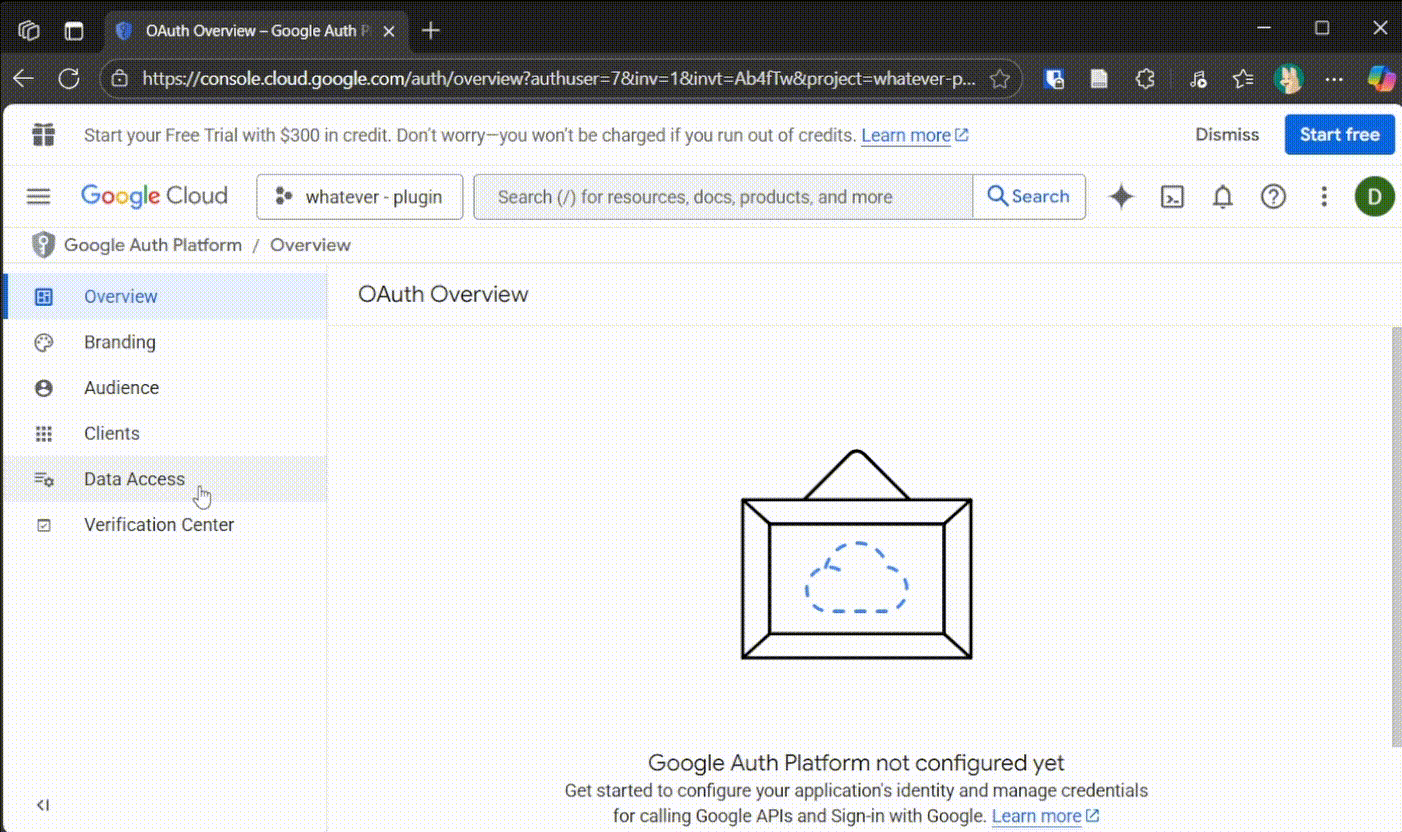 OAuth Overview – Google Auth P
https://console.cloud.google.com/auth/overview?authuser=7&inv=1&invt=Ab4fTw&project=whatever-p...
Start your Free Trial with $300 in credit. Don't worry—you won't be charged if you run out of credits. Learn more
Dismiss
Start free
Google Cloud
whatever - plugin
Search (/) for resources, docs, products, and more
Search
D
Google Auth Platform / Overview
Overview
Branding
Audience
Clients
Data Access
Verification Center
OAuth Overview
Google Auth Platform not configured yet
Get started to configure your application's identity and manage credentials
for calling Google APIs and Sign-in with Google. Learn more